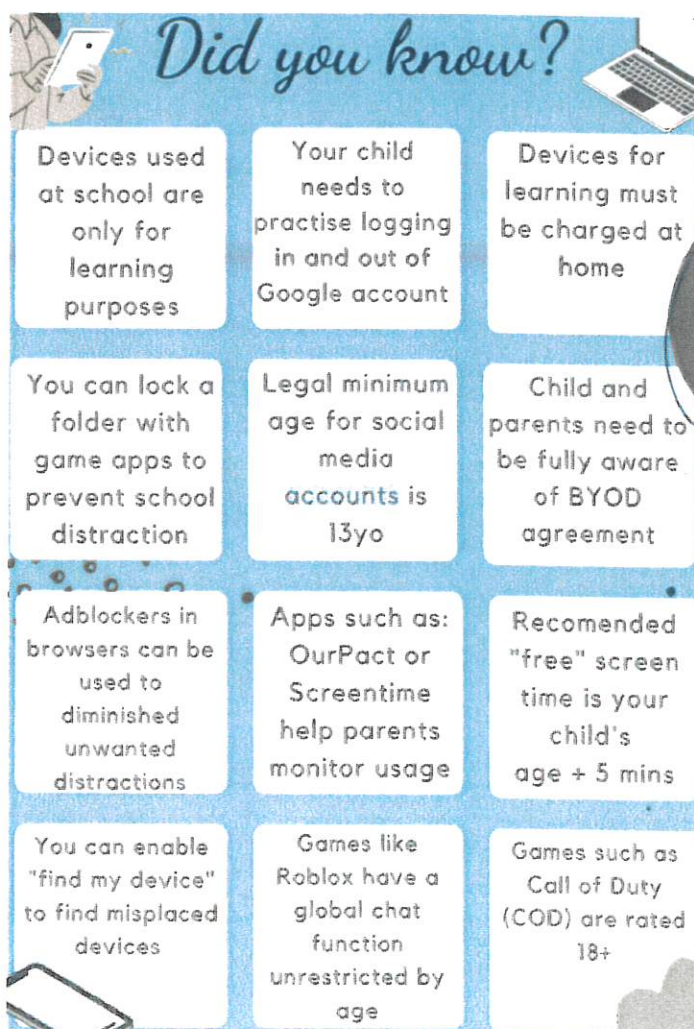 Did you know?
Devices used
at school are
only for
learning
purposes
Your child
needs to
practise logging
in and out of
Google account
Devices for
learning must
be charged at
home
You can lock a
folder with
game apps to
prevent school
distraction
Legal minimum
age for social
media
accounts is
13yo
Child and
parents need to
be fully aware
of BYOD
agreement
Adblockers in
browsers can be
used to
diminished
unwanted
distractions
Apps such as:
OurPact or
Screentime
help parents
monitor usage
Recomended
"free" screen
time is your
child's
age + 5 mins
You can enable
"find my device"
to find misplaced
devices
Games like
Roblox have a
global chat
function
unrestricted by
age
Games such as
Call of Duty
(COD) are rated
18+